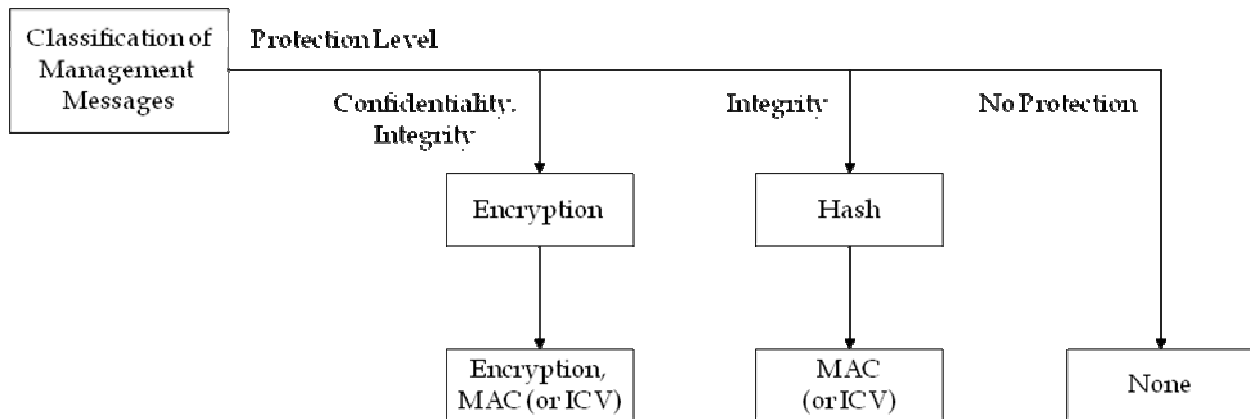 Classification of
Management
Messages
Protection Level
Confidentiality.
Integrity
Integrity
No Protection
Encryption
Hash
Encryption,
MAC (or ICV)
MAC
(or ICV)
None